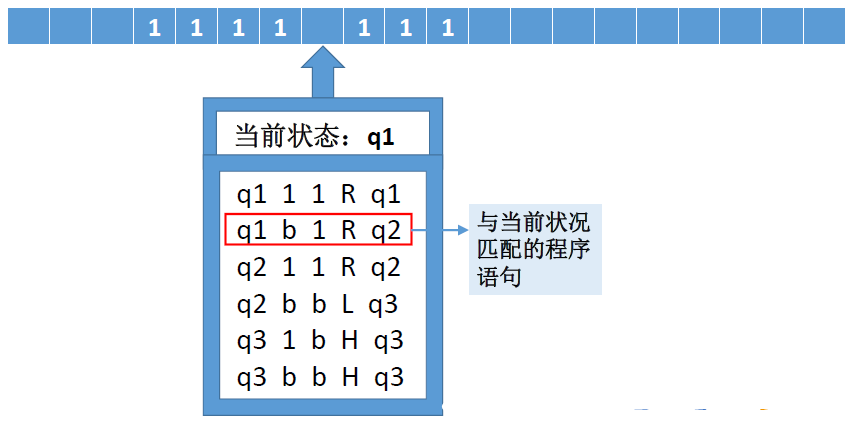 1 1 1 1 1 1 1
当前状态：q1
q1 1 1 R q1
q1 b 1 R q2
q2 1 1 R q2
q2 b b L q3
q3 1 b H q3
q3 b b H q3
与当前状况
匹配的程序
语句